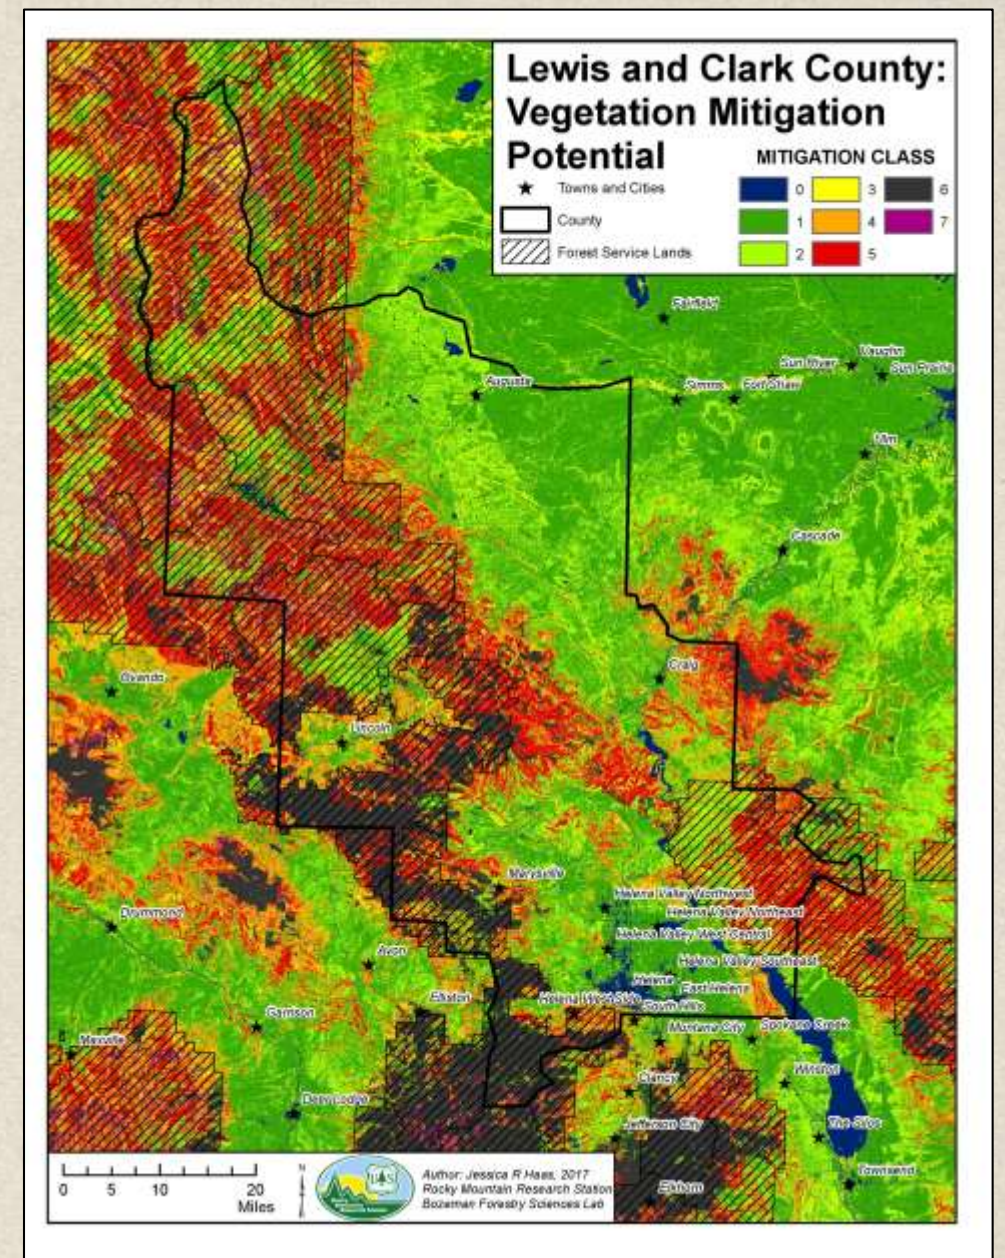 Lewis and Clark County:
Vegetation Mitigation
Potential
MITIGATION CLASS
Towns and Cities
County
Forest Service Lands
0
1
2
3
4
5
6
7
Fairfield
Vaughn
Sun River
Sun Prairie
Augusta
Simms
Fort Shaw
Ulm
Cascade
Craig
Ovando
Lincoln
Marysville
Helena Valley Northwest
Helena Valley Northeast
Drummond
Helena Valley West Central
Avon
Helena Valley Southeast
Helena
East Helena
Elliston
Helena West Side
South Hills
Garrison
Montana City
Spokane Creek
Maxville
Winston
Clancy
Deer Lodge
Jefferson City
The Silos
Townsend
Elkhorn
0 5 10 20
Miles
N
Author: Jessica R Haas, 2017
Rocky Mountain Research Station
Bozeman Forestry Sciences Lab